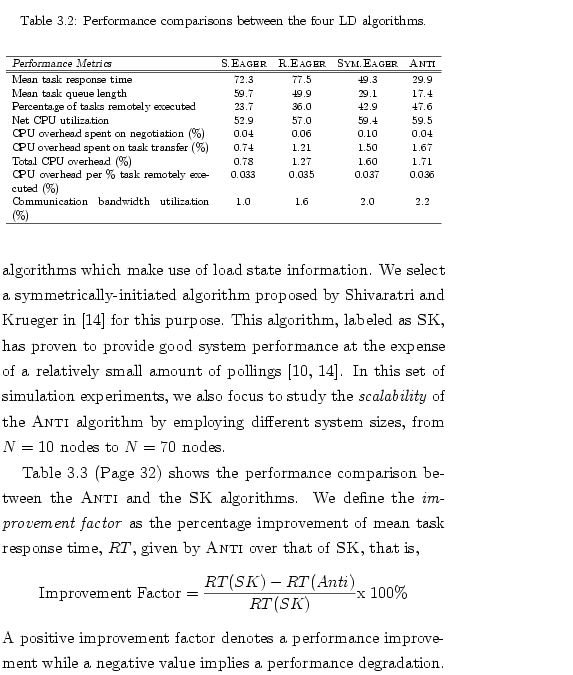 Table 3.2: Performance comparisons between the four LD algorithms.
Performance Metrics S.Eager R.Eager Sym.Eager Anti
Mean task response time 72.3 77.5 49.3 29.9
Mean task queue length 59.7 49.9 29.1 17.4
Percentage of tasks remotely executed 23.7 36.0 42.9 47.6
Net CPU utilization 52.9 57.0 59.4 59.5
CPU overhead spent on negotiation (%) 0.04 0.06 0.10 0.04
CPU overhead spent on task transfer (%) 0.74 1.21 1.50 1.67
Total CPU overhead (%) 0.78 1.27 1.60 1.71
CPU overhead per % task remotely exe- 0.033 0.035 0.037 0.036
cuted (%)
Communication bandwidth utilization 1.0 1.6 2.0 2.2
(%)
algorithms which make use of load state information. We select
a symmetrically-initiated algorithm proposed by Shivaratri and
Krueger in [14] for this purpose. This algorithm, labeled as SK,
has proven to provide good system performance at the expense
of a relatively small amount of pollings [10, 14]. In this set of
simulation experiments, we also focus to study the scalability of
the Anti algorithm by employing different system sizes, from
N = 10 nodes to N = 70 nodes.
Table 3.3 (Page 32) shows the performance comparison be-
tween the Anti and the SK algorithms. We define the im-
provement factor as the percentage improvement of mean task
response time, RT, given by Anti over that of SK, that is,
Improvement Factor = RT(SK) − RT(Anti) / RT(SK) x 100%
A positive improvement factor denotes a performance improve-
ment while a negative value implies a performance degradation.